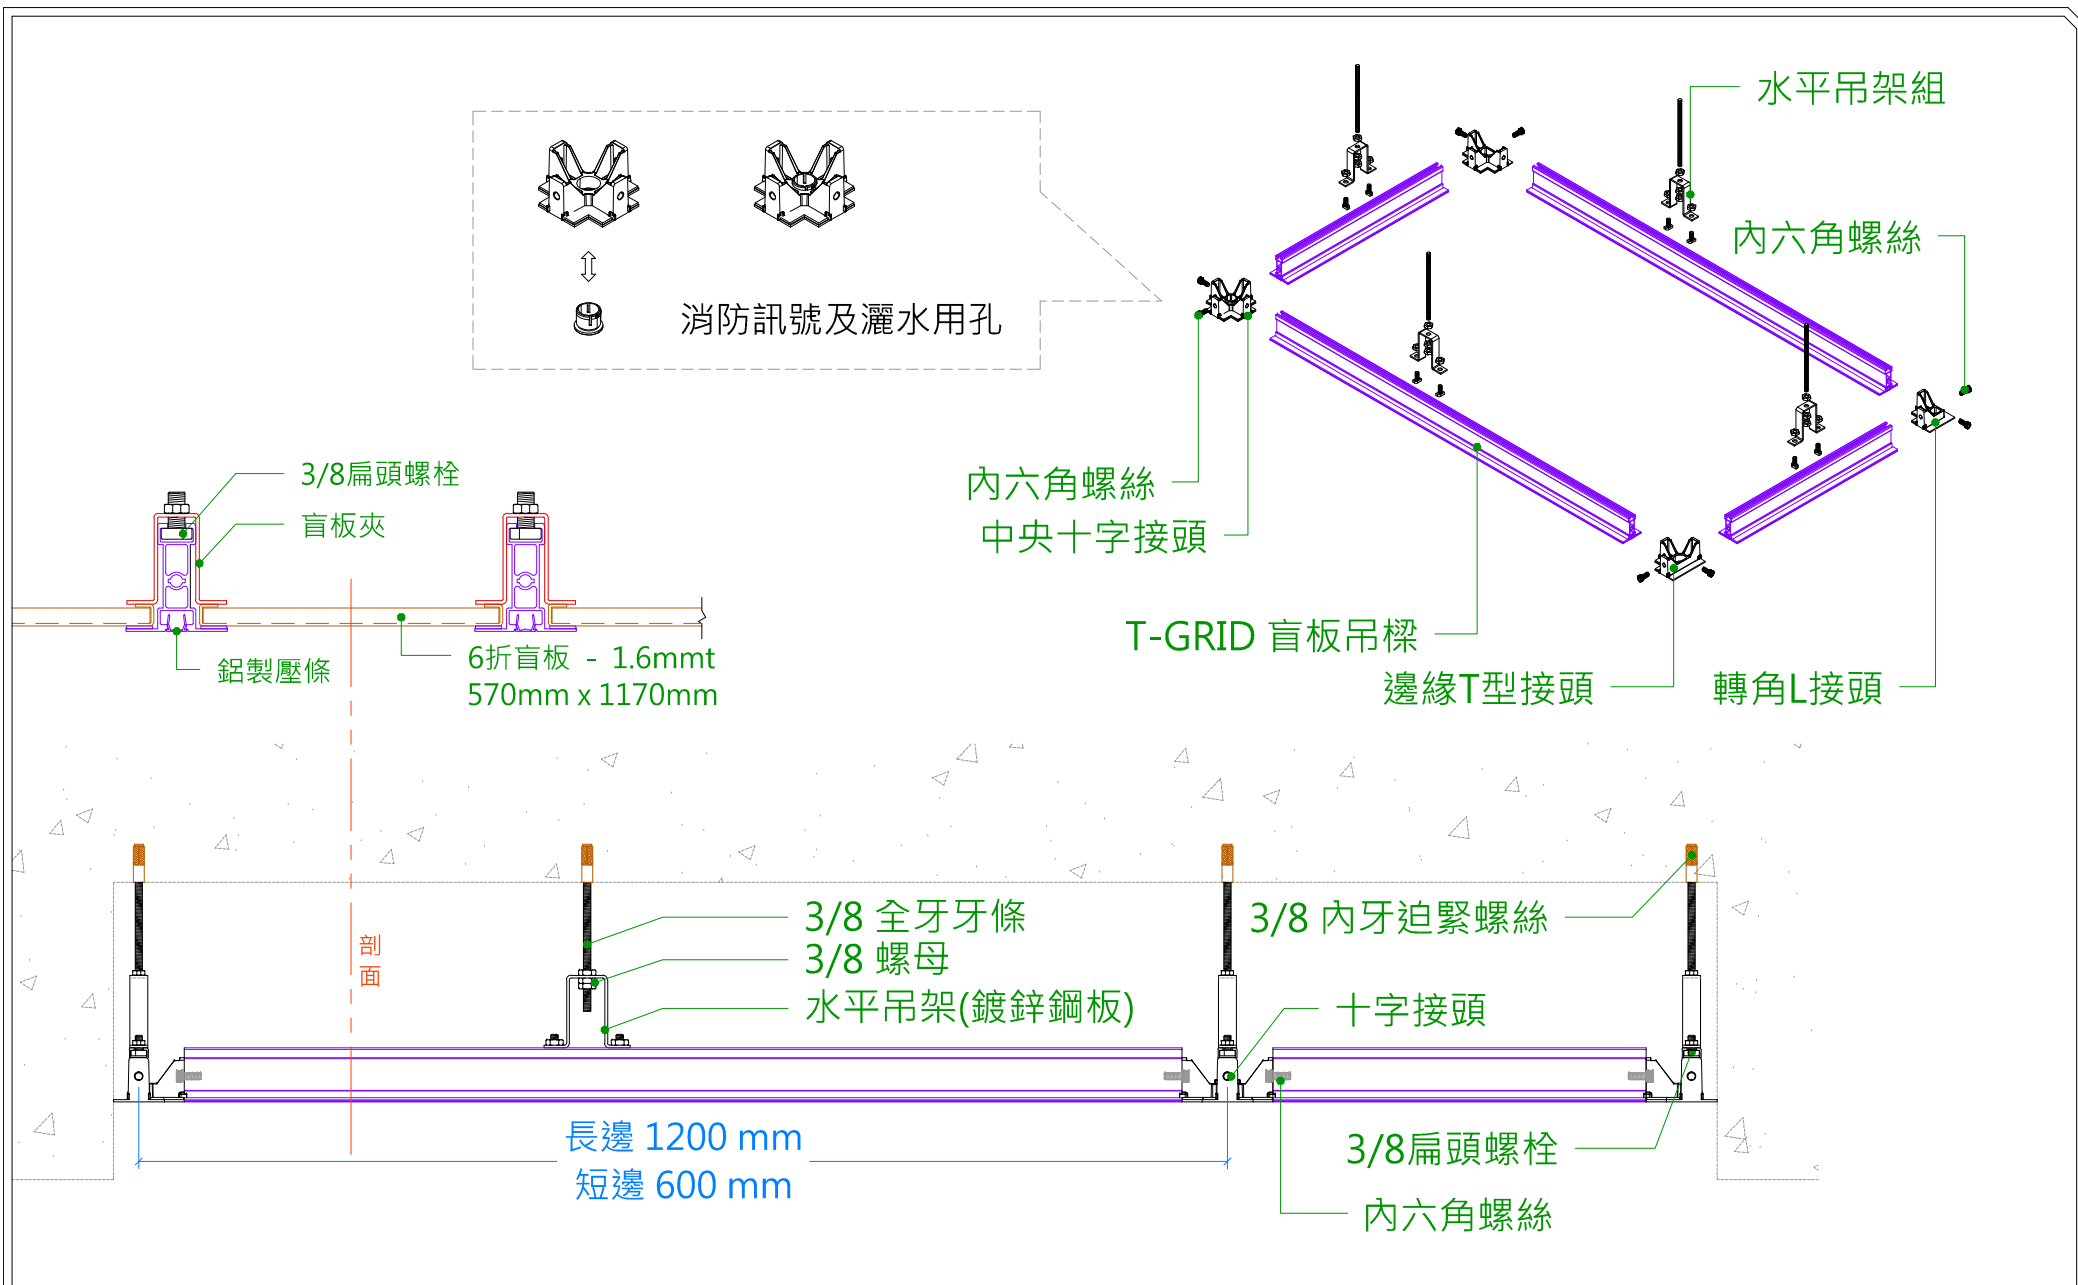 水平吊架組
內六角螺絲
消防訊號及灑水用孔
內六角螺絲
中央十字接頭
T-GRID 盲板吊樑
邊緣T型接頭
轉角L接頭
3/8扁頭螺栓
盲板夾
鋁製壓條
6折盲板 - 1.6mmt
570mm x 1170mm
剖面
3/8 全牙牙條
3/8 螺母
水平吊架(鍍鋅鋼板)
3/8 內牙迫緊螺絲
十字接頭
3/8扁頭螺栓
內六角螺絲
長邊 1200 mm
短邊 600 mm